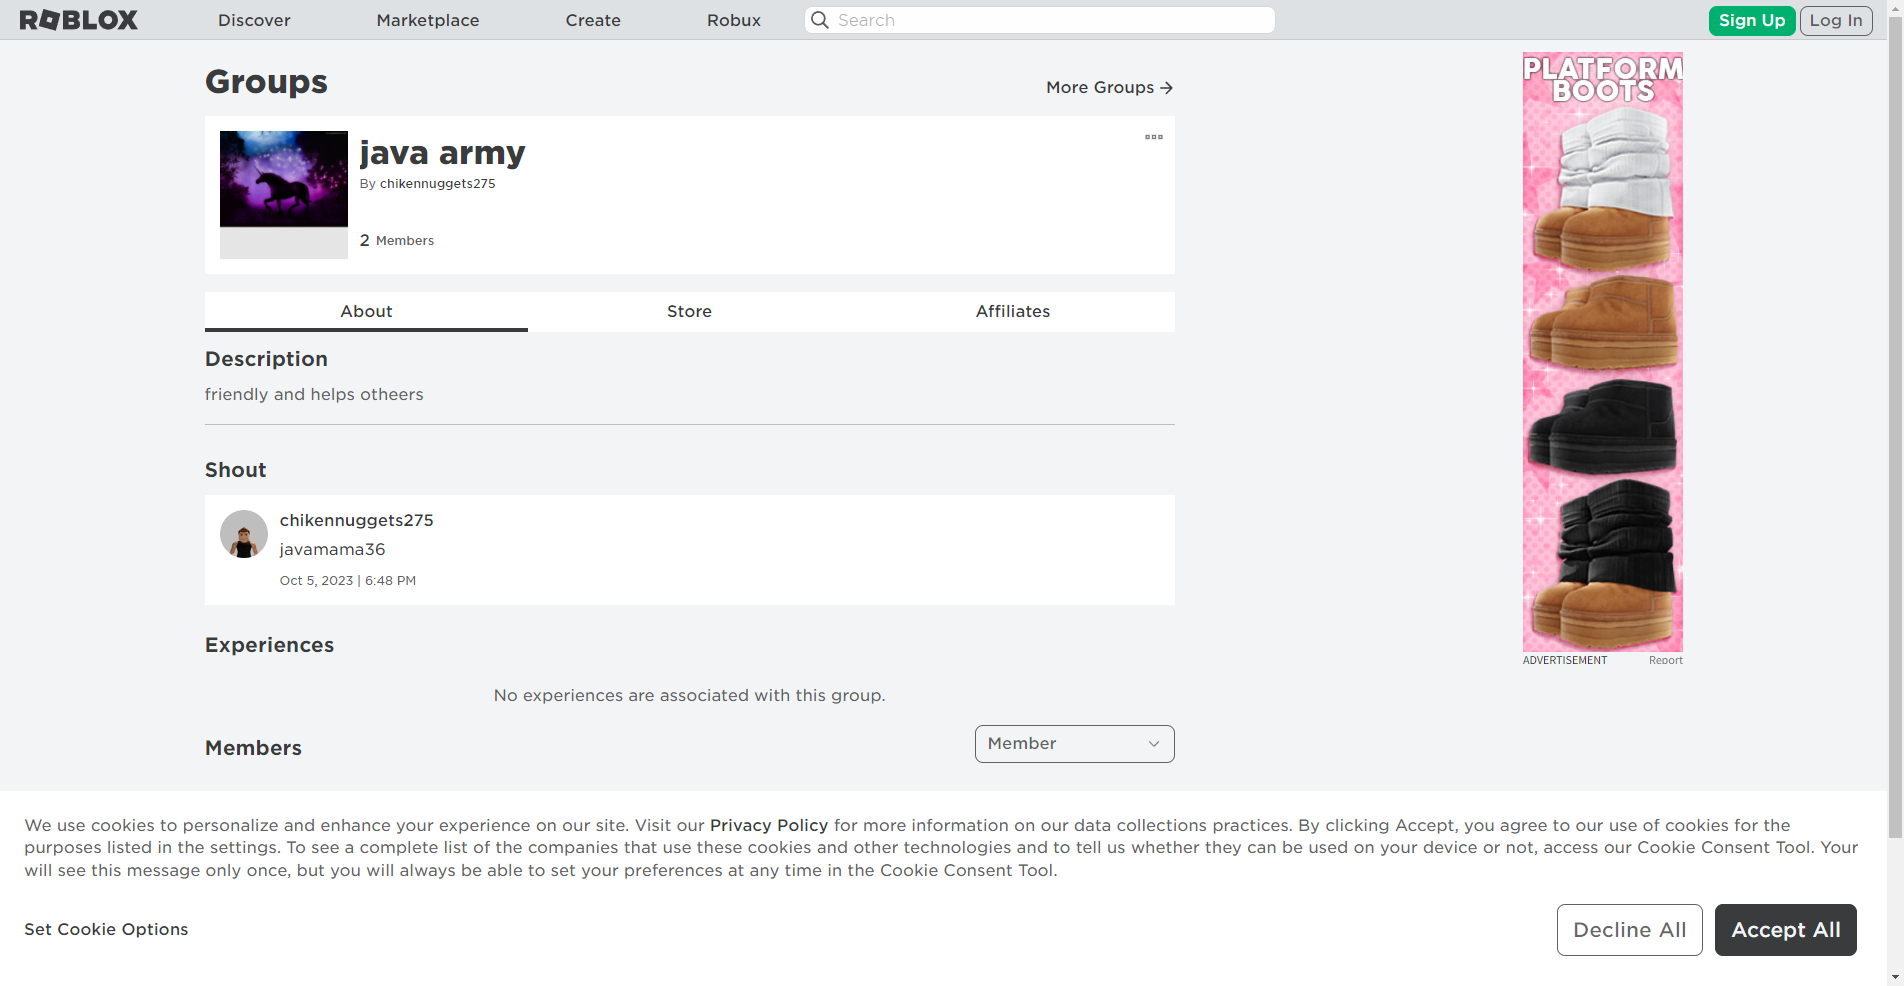 ROBLOX
Discover
Marketplace
Create
Robux
Search
Sign Up
Log In
Groups
More Groups
java army
By chikennuggets275
2 Members
About
Store
Affiliates
Description
friendly and helps otheers
Shout
chikennuggets275
javamama36
Oct 5, 2023 | 6:48 PM
Experiences
No experiences are associated with this group.
Members
Member
PLATFORM
BOOTS
ADVERTISEMENT
Report
We use cookies to personalize and enhance your experience on our site. Visit our Privacy Policy for more information on our data collections practices. By clicking Accept, you agree to our use of cookies for the
purposes listed in the settings. To see a complete list of the companies that use these cookies and other technologies and to tell us whether they can be used on your device or not, access our Cookie Consent Tool. Your
will see this message only once, but you will always be able to set your preferences at any time in the Cookie Consent Tool.
Set Cookie Options
Decline All
Accept All